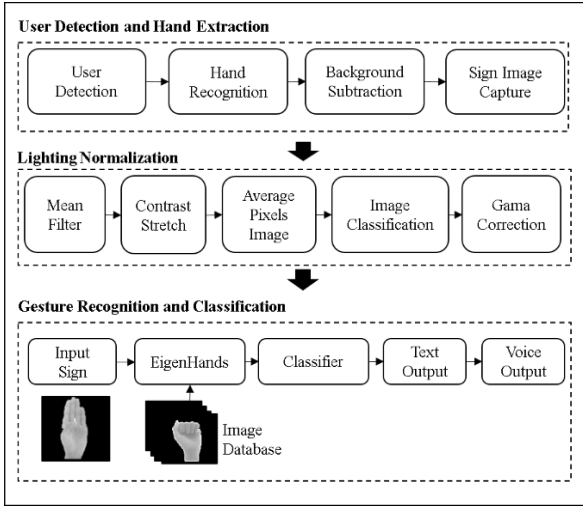 User Detection and Hand Extraction
User
Detection
Hand
Recognition
Background
Subtraction
Sign Image
Capture
Lighting Normalization
Mean
Filter
Contrast
Stretch
Average
Pixels
Image
Image
Classification
Gama
Correction
Gesture Recognition and Classification
Input
Sign
EigenHands
Classifier
Text
Output
Voice
Output
Image
Database